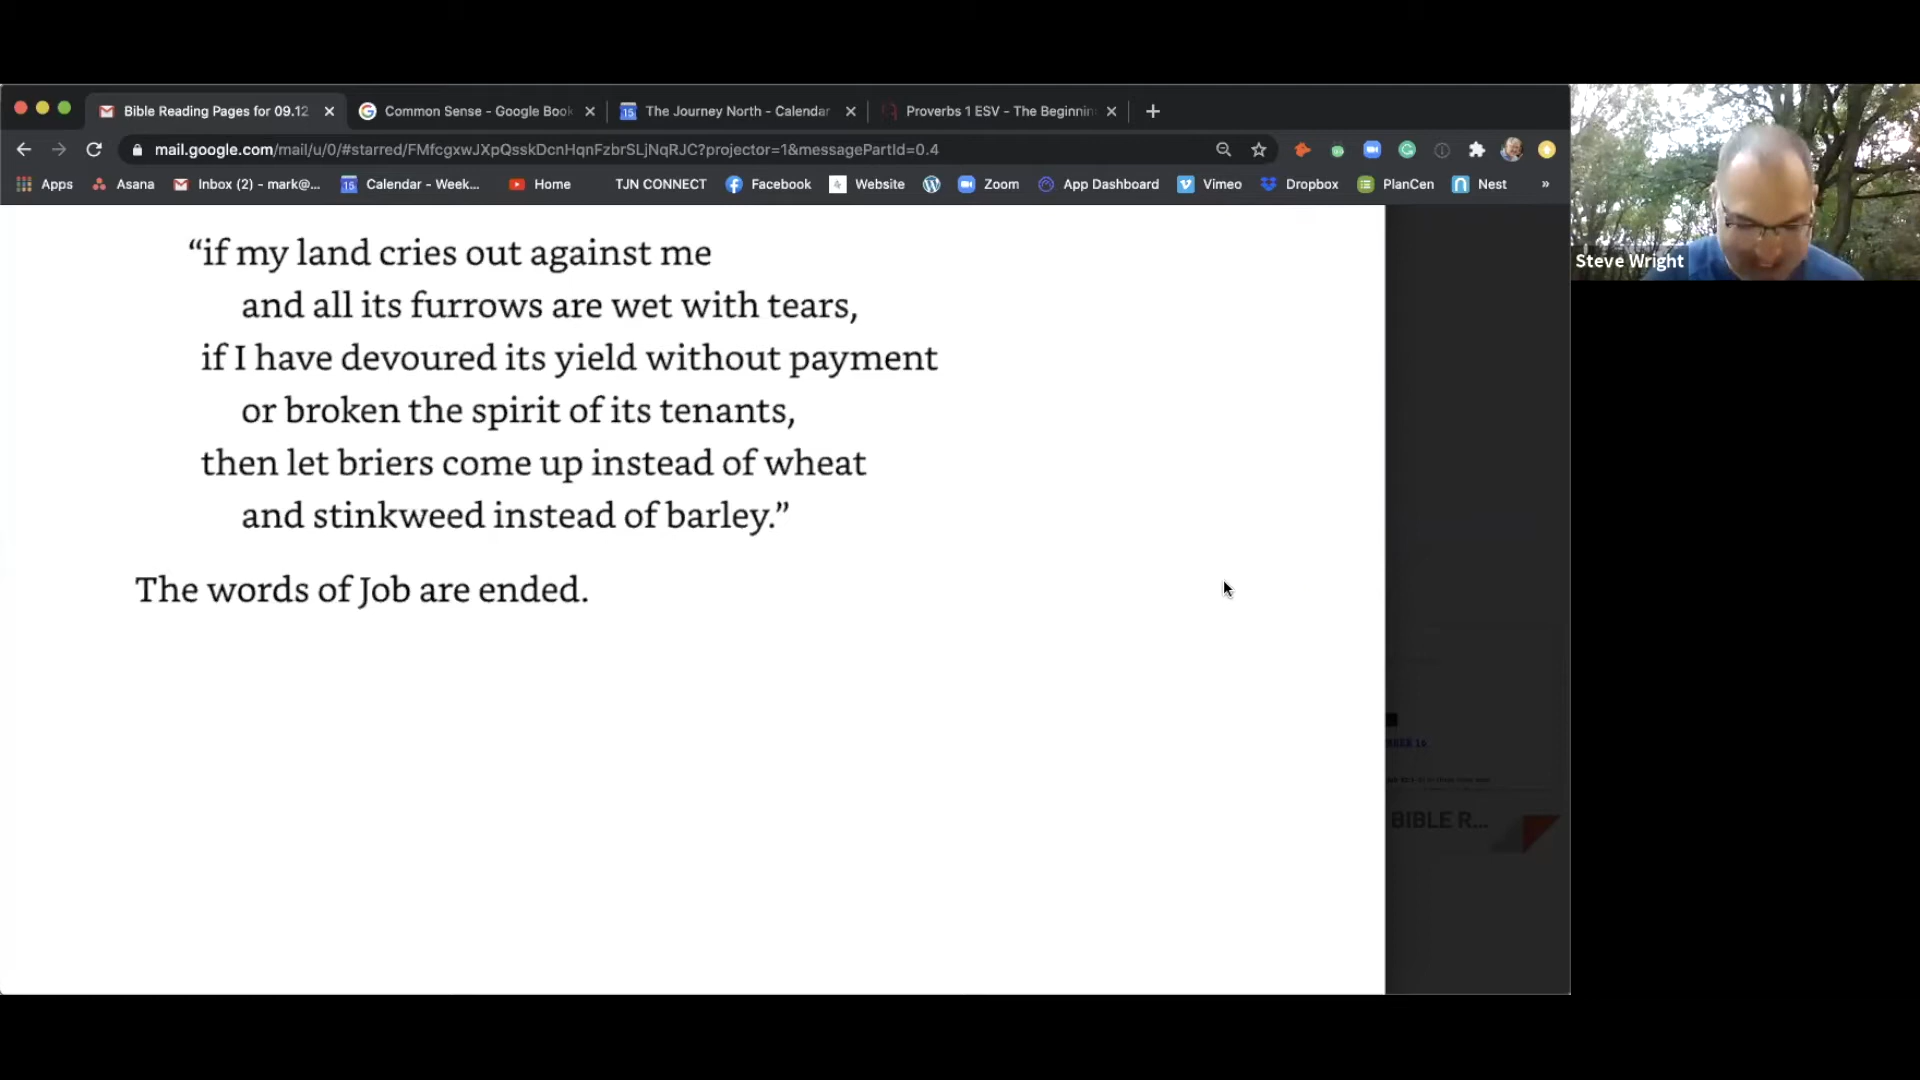 Bible Reading Pages for 09.12
Common Sense - Google Book
The Journey North - Calendar
Proverbs 1 ESV - The Beginnin
mail.google.com/mail/u/0/#starred/FMfcgxwJXpQsskDcnHqnFzbrSLjNqRJC?projector=1&messagePartId=0.4
Apps Asana Inbox (2) - mark@... 15 Calendar - Week... Home TJN CONNECT Facebook Website Zoom App Dashboard Vimeo Dropbox PlanCen Nest »
Steve Wright
“if my land cries out against me
and all its furrows are wet with tears,
if I have devoured its yield without payment
or broken the spirit of its tenants,
then let briers come up instead of wheat
and stinkweed instead of barley.”
The words of Job are ended.
BIBLE R...